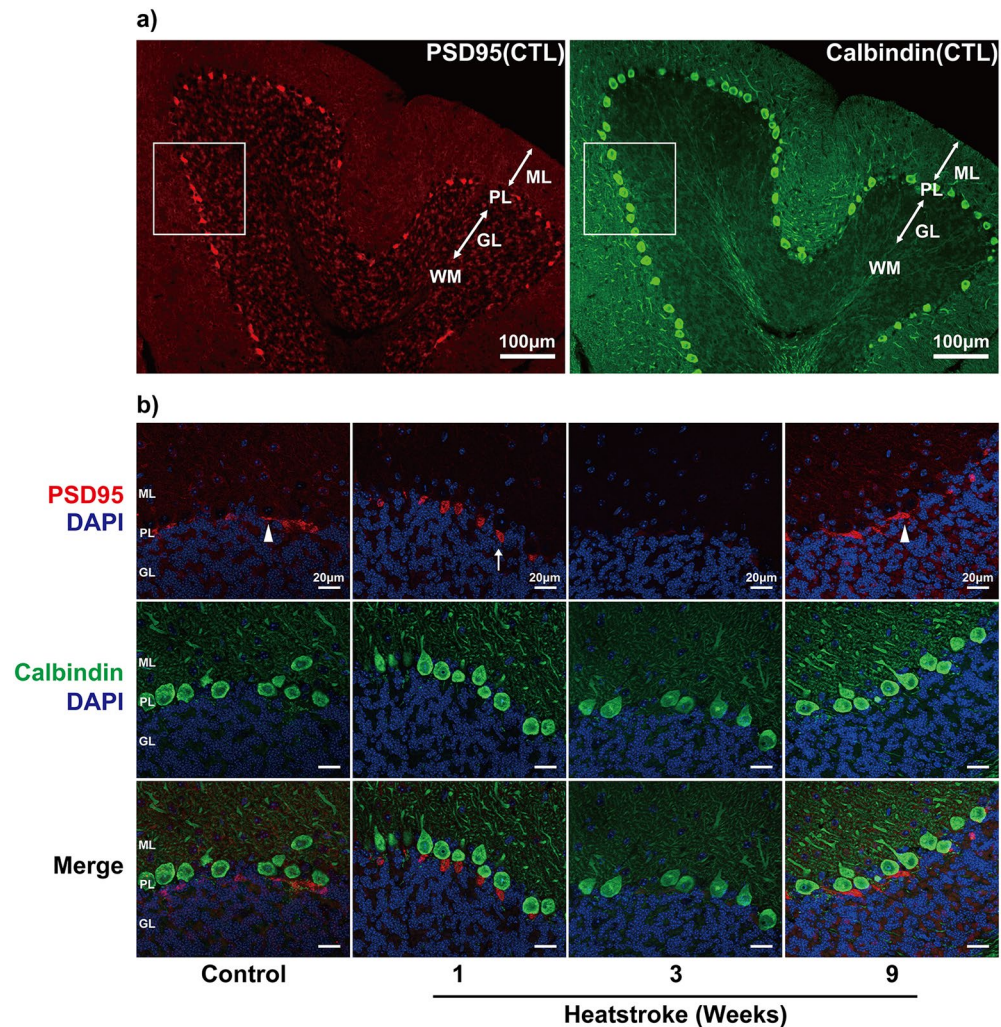 a)
PSD95(CTL)
ML
PL
GL
WM
100μm
Calbindin(CTL)
ML
PL
GL
WM
100μm
b)
PSD95
DAPI
ML
PL
GL
20μm
20μm
20μm
20μm
Calbindin
DAPI
ML
PL
GL
Merge
ML
PL
GL
Control 1 3 9
Heatstroke (Weeks)